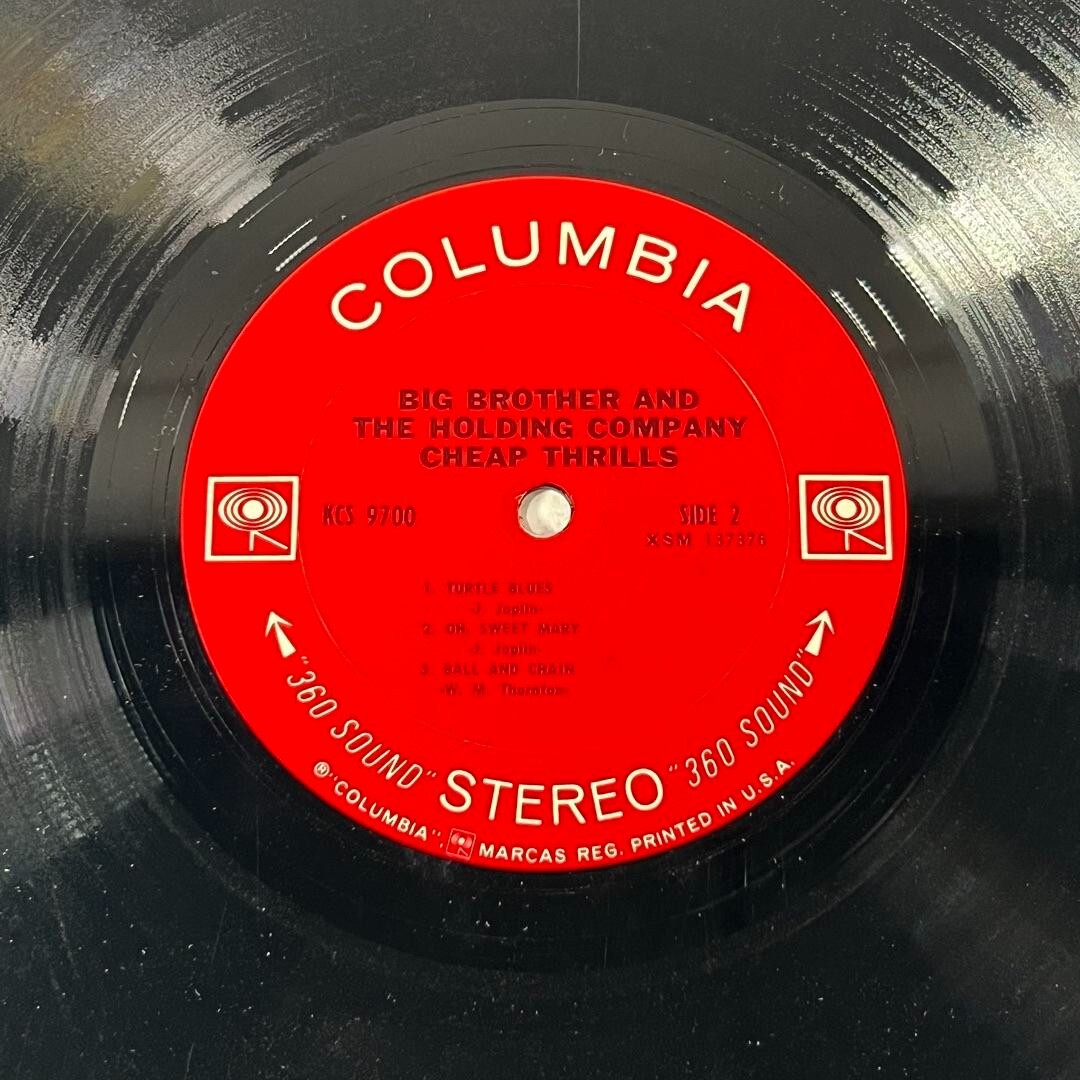 COLUMBIA
BIG BROTHER AND
THE HOLDING COMPANY
CHEAP THRILLS
KCS 9700
SIDE 2
XSM 137376
1. TURTLE BLUES
-J. Joplin-
2. OH, SWEET MARY
-J. Joplin-
3. BALL AND CHAIN
-W. M. Thornton-
"360 SOUND" STEREO "360 SOUND"
®"COLUMBIA", MARCAS REG. PRINTED IN U.S.A.